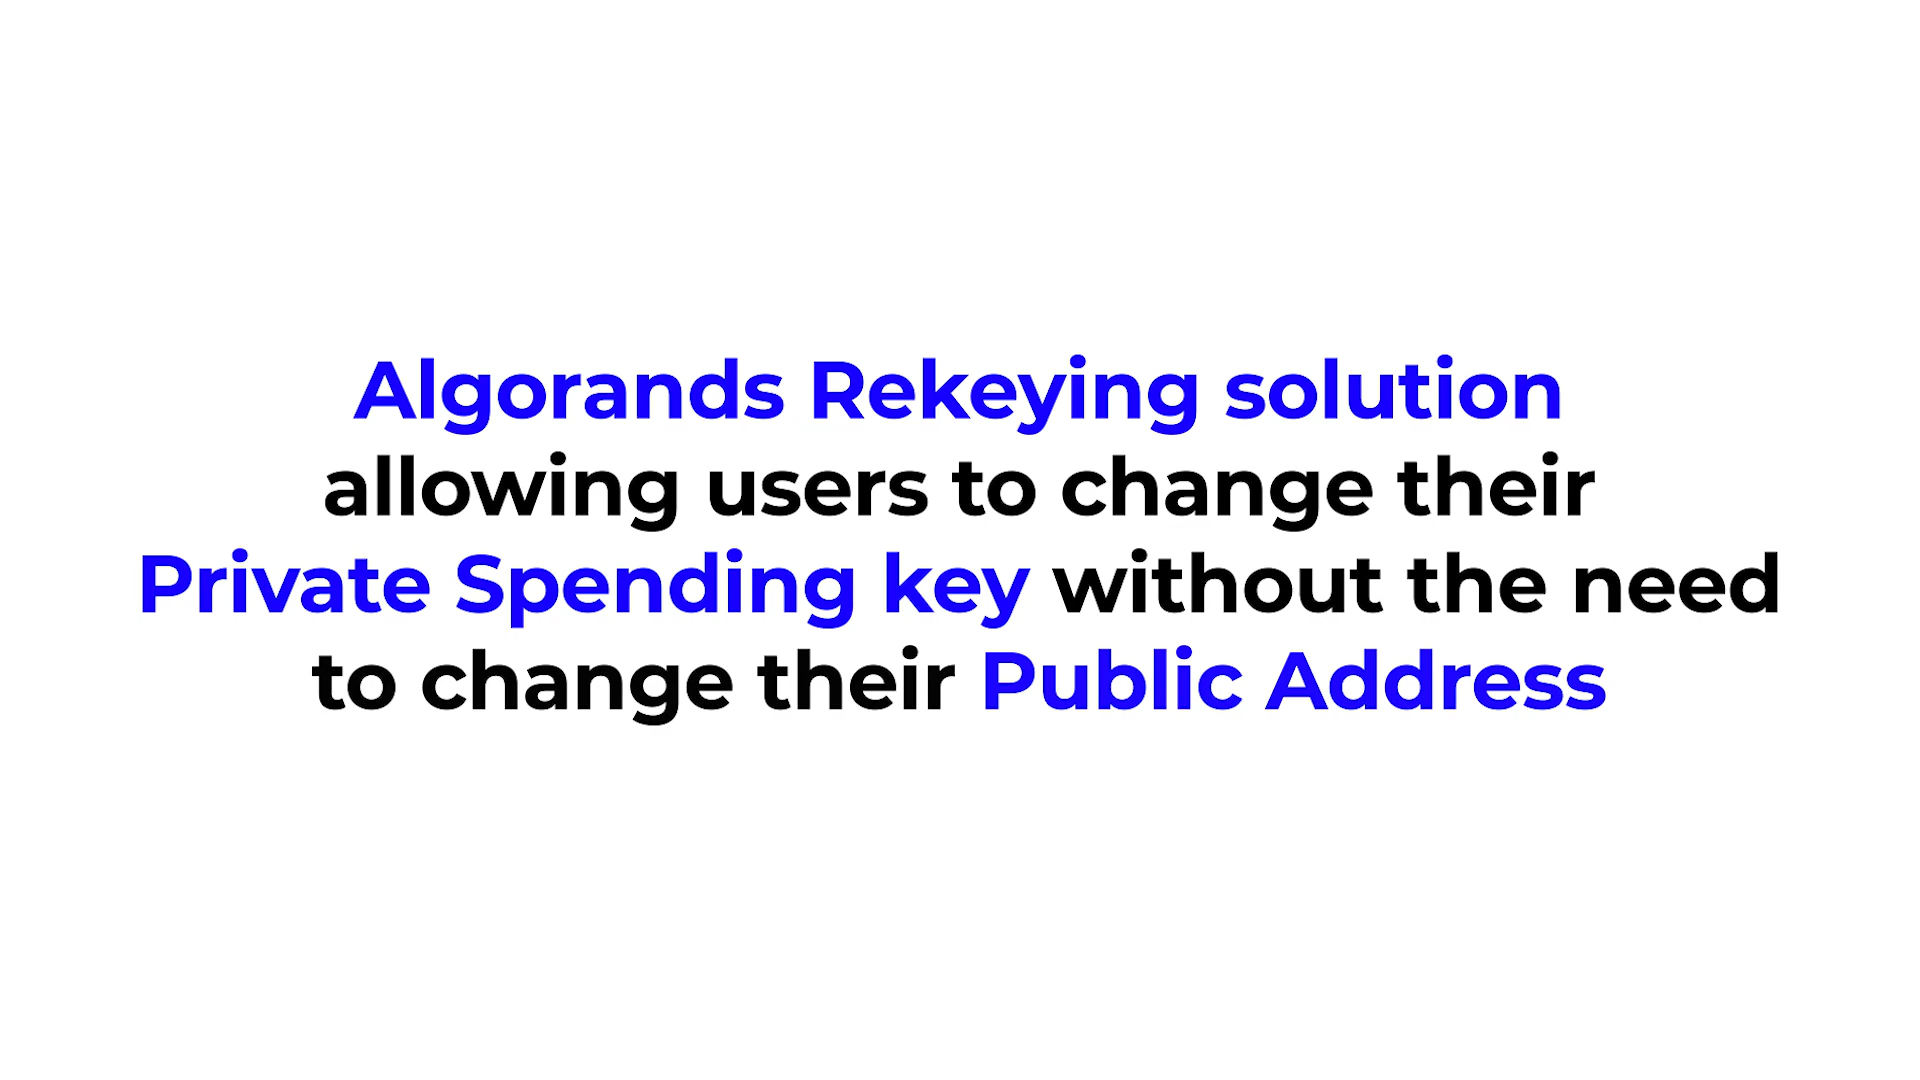 Algorands Rekeying solution
allowing users to change their
Private Spending key without the need
to change their Public Address